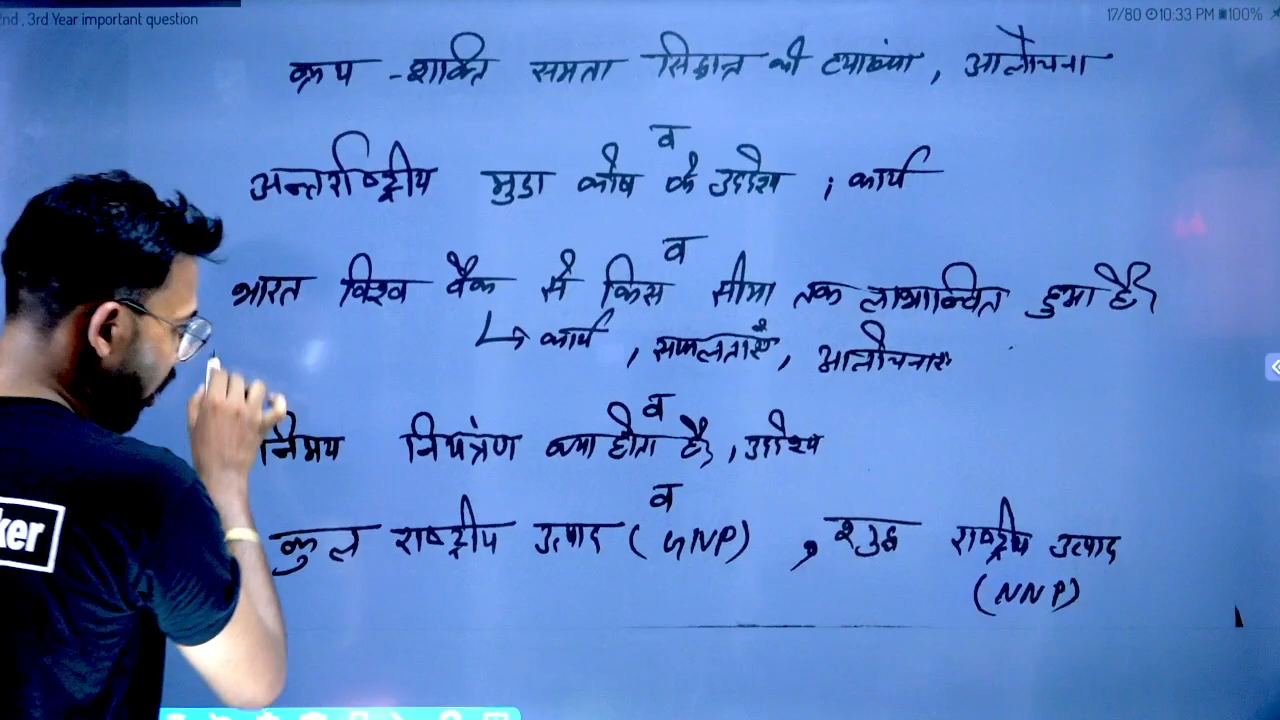 2nd , 3rd Year important question
17/80 10:33 PM 100%
क्रय - शक्ति समता सिद्धान्त की व्याख्या , आलोचना
व
अन्तर्राष्ट्रीय मुद्रा कोष के उद्देश्य ; कार्य
व
भारत विश्व बैंक से किस सीमा तक लाभान्वित हुआ है?
↳ कार्य , सफलताएँ , आलोचनाएँ
व
निमय नियंत्रण क्या होता है? , उद्देश्य
व
कुल राष्ट्रीय उत्पाद (GNP) , शुद्ध राष्ट्रीय उत्पाद
(NNP)
ker